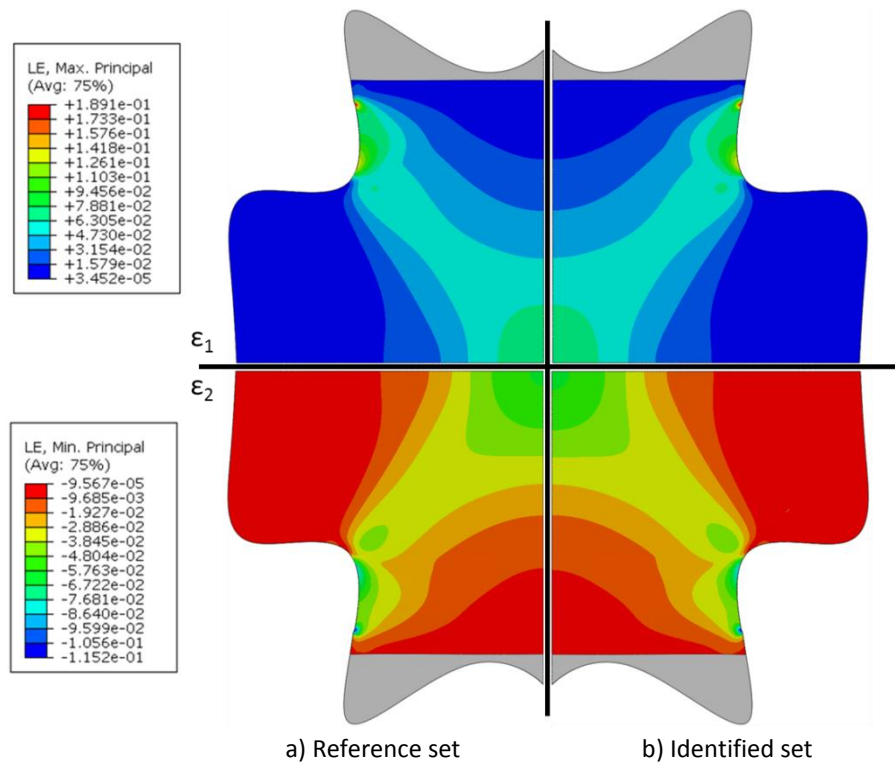 LE, Max. Principal
(Avg: 75%)
+1.891e-01
+1.733e-01
+1.576e-01
+1.418e-01
+1.261e-01
+1.103e-01
+9.456e-02
+7.881e-02
+6.305e-02
+4.730e-02
+3.154e-02
+1.579e-02
+3.452e-05
ε1
ε2
LE, Min. Principal
(Avg: 75%)
-9.567e-05
-9.685e-03
-1.927e-02
-2.886e-02
-3.845e-02
-4.804e-02
-5.763e-02
-6.722e-02
-7.681e-02
-8.640e-02
-9.599e-02
-1.056e-01
-1.152e-01
a) Reference set
b) Identified set